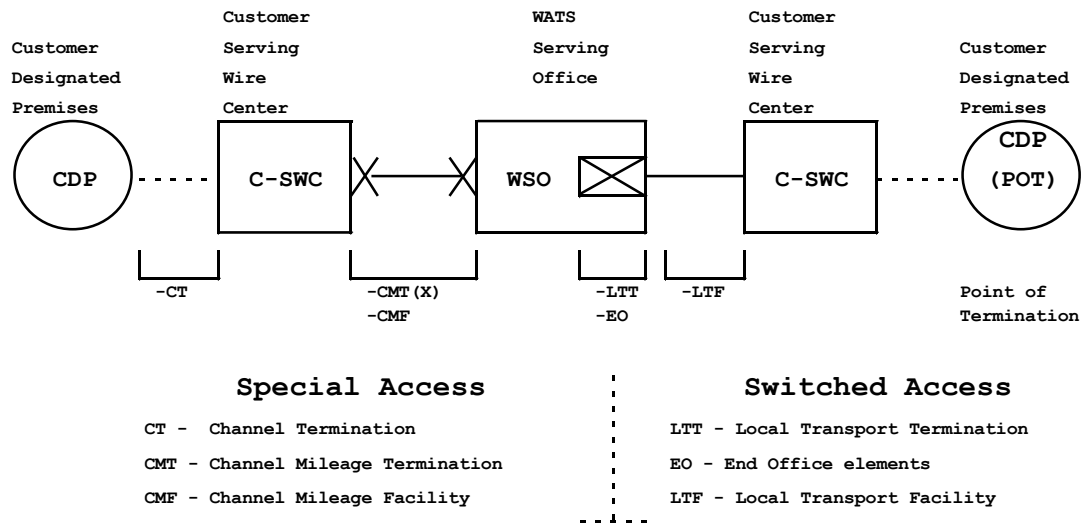 Customer WATS Customer
Customer Serving Serving Serving Customer
Designated Wire Office Wire Designated
Premises Center Center Premises
CDP
CDP C-SWC WSO C-SWC (POT)
-CT -CMT(X) -LTT -LTF Point of
-CMF -EO Termination
Special Access Switched Access
CT - Channel Termination LTT - Local Transport Termination
CMT - Channel Mileage Termination EO - End Office elements
CMF - Channel Mileage Facility LTF - Local Transport Facility